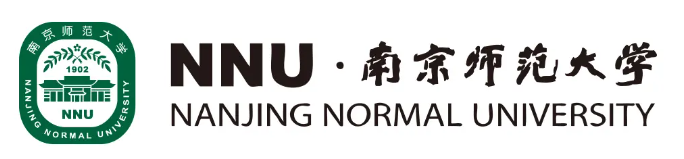 南京师范大学
1902
NNU
NANJING NORMAL UNIVERSITY
NNU·南京师范大学
NANJING NORMAL UNIVERSITY